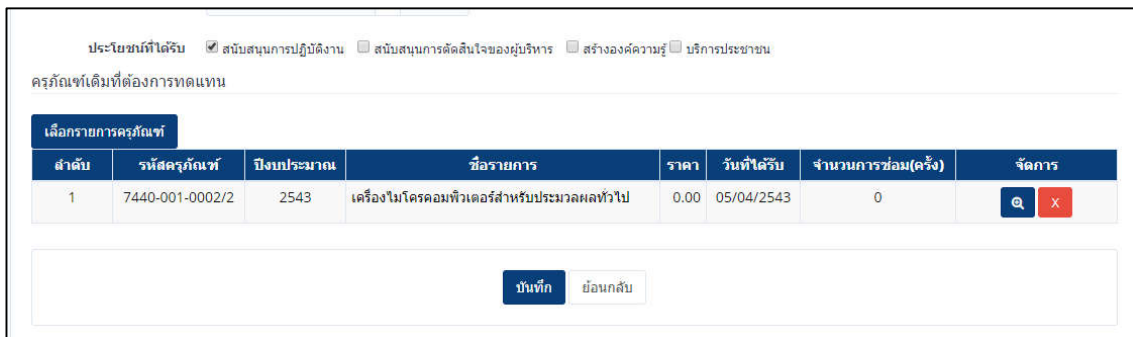 ประโยชน์ที่ได้รับ สนับสนุนการปฏิบัติงาน สนับสนุนการตัดสินใจของผู้บริหาร สร้างองค์ความรู้ บริการประชาชน
ครุภัณฑ์เดิมที่ต้องการทดแทน
เลือกรายการครุภัณฑ์
ลำดับ รหัสครุภัณฑ์ ปีงบประมาณ ชื่อรายการ ราคา วันที่ได้รับ จำนวนการซ่อม(ครั้ง) จัดการ
1 7440-001-0002/2 2543 เครื่องไมโครคอมพิวเตอร์สำหรับประมวลผลทั่วไป 0.00 05/04/2543 0 X
บันทึก ย้อนกลับ